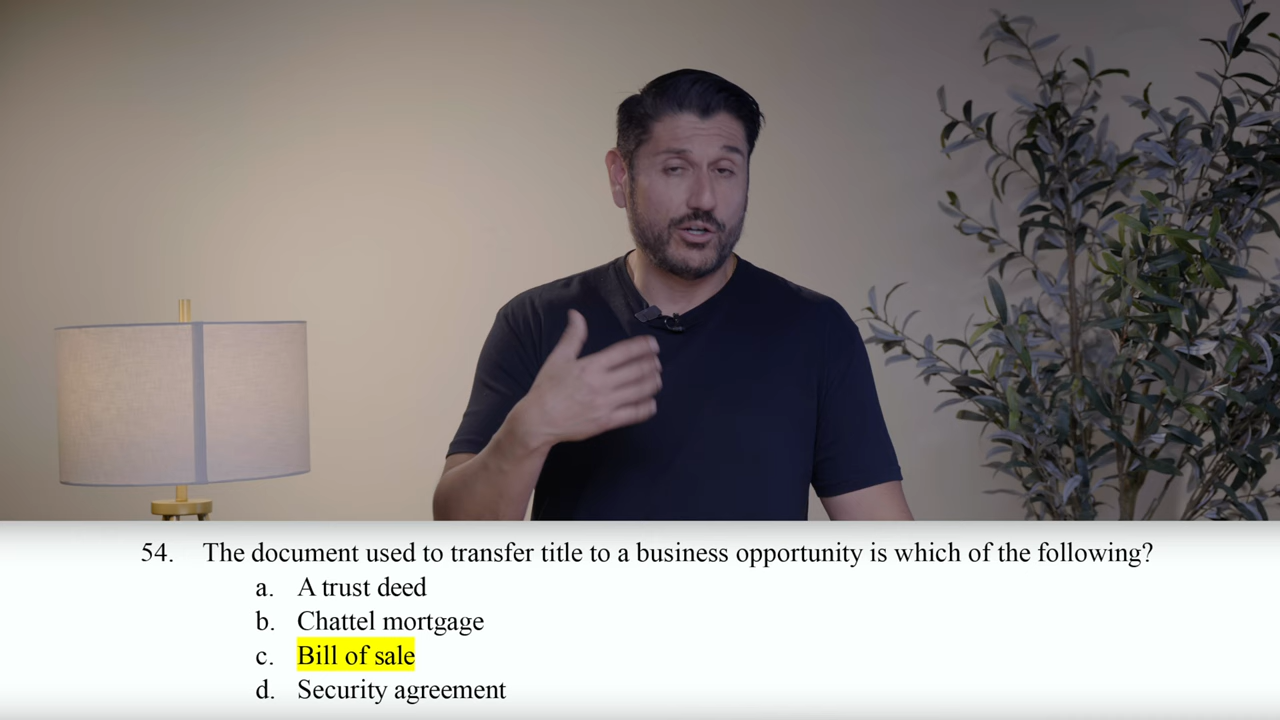 54. The document used to transfer title to a business opportunity is which of the following?
a. A trust deed
b. Chattel mortgage
c. Bill of sale
d. Security agreement